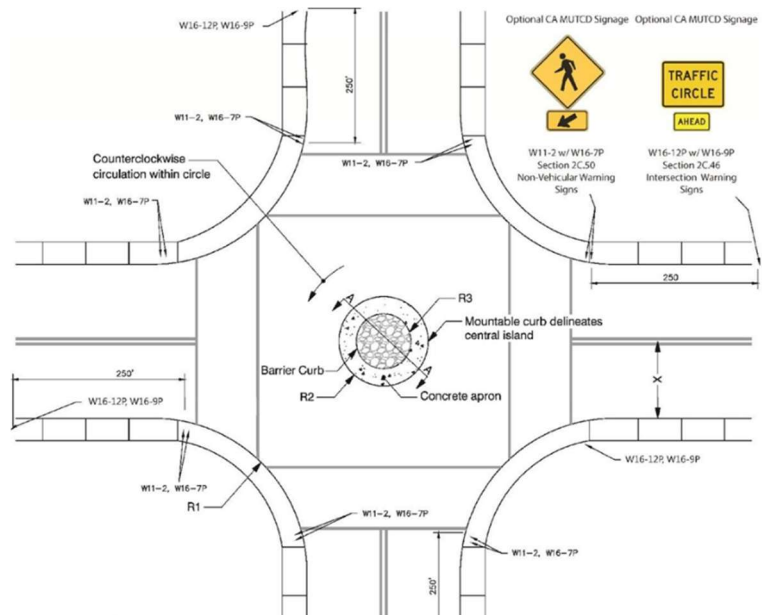 W16-12P, W16-9P
Optional CA MUTCD Signage
Optional CA MUTCD Signage
TRAFFIC
CIRCLE
AHEAD
250'
W11-2, W16-7P
W11-2, W16-7P
W11-2 w/ W16-7P
Section 2C.50
Non-Vehicular Warning
Signs
W16-12P w/ W16-9P
Section 2C.46
Intersection Warning
Signs
Counterclockwise
circulation within circle
W11-2, W16-7P
250
A
R3
Mountable curb delineates
central island
Barrier Curb
A
R2
Concrete apron
X
250'
W16-12P, W16-9P
W16-12P, W16-9P
W11-2, W16-7P
R1
W11-2, W16-7P
W11-2, W16-7P
250'